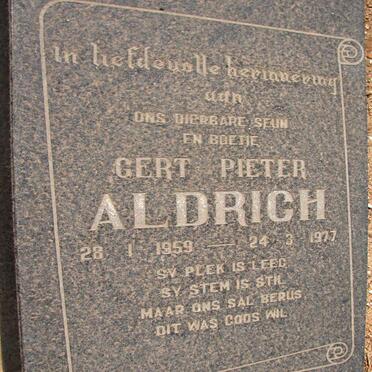 In liefdevolle herinnering
aan
ONS DIERBARE SEUN
EN BOETIE
GERT PIETER
ALDRICH
28 1 1959 — 24 3 1977
SY PLEK IS LEEG
SY STEM IS STIL
MAAR ONS SAL BERUS
DIT WAS GODS WIL